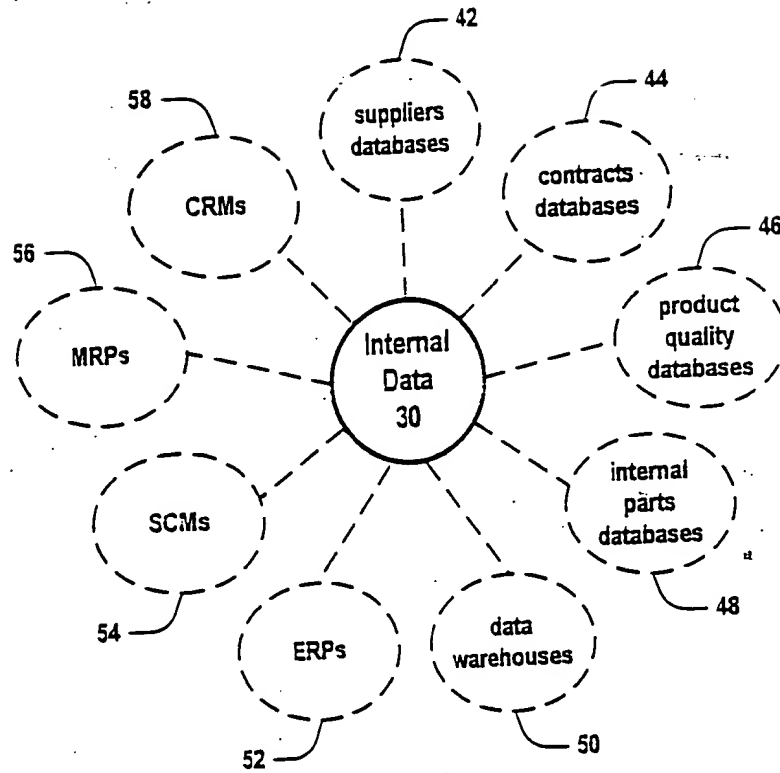 42
suppliers
databases
44
contracts
databases
46
product
quality
databases
internal
parts
databases
48
data
warehouses
50
ERPs
52
SCMs
54
MRPs
56
CRMs
58
Internal
Data
30